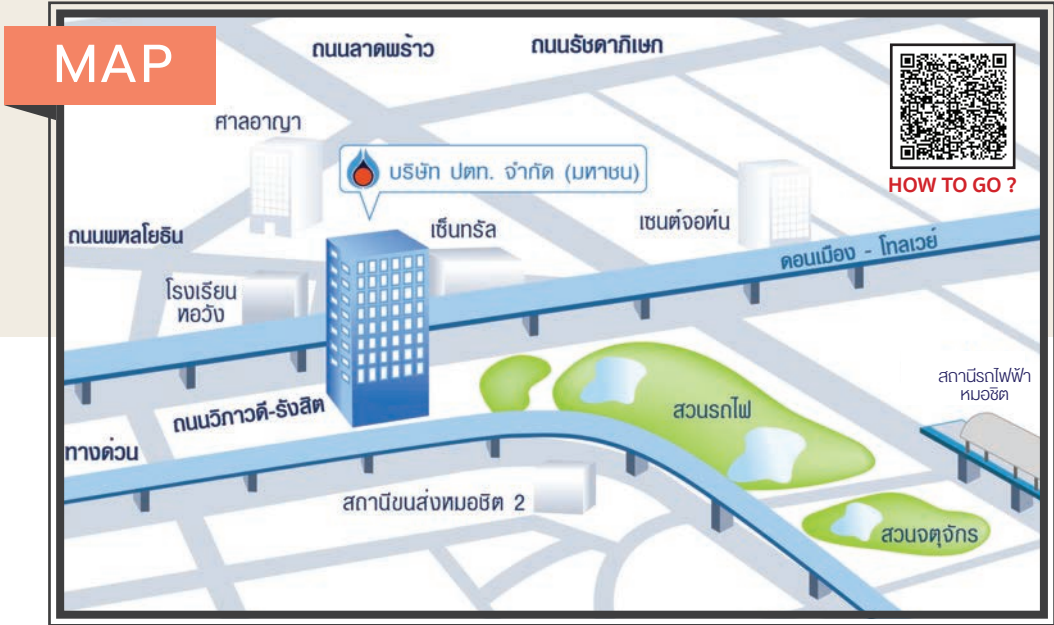 MAP
ถนนลาดพร้าว
ถนนรัชดาภิเษก
HOW TO GO ?
ศาลอาญา
บริษัท ปตท. จำกัด (มหาชน)
ถนนพหลโยธิน
เซ็นทรัล
เซนต์จอห์น
ดอนเมือง - โทลเวย์
โรงเรียน
หอวัง
สถานีรถไฟฟ้า
หมอชิต
ถนนวิภาวดี-รังสิต
สวนรถไฟ
ทางด่วน
สถานีขนส่งหมอชิต 2
สวนจตุจักร